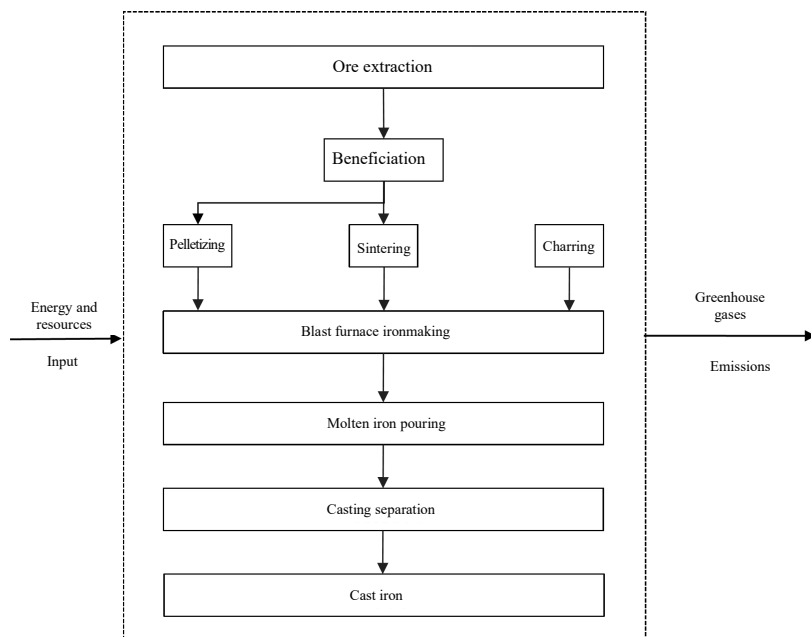 Ore extraction
Beneficiation
Pelletizing
Sintering
Charring
Energy and
resources
Input
Greenhouse
gases
Emissions
Blast furnace ironmaking
Molten iron pouring
Casting separation
Cast iron